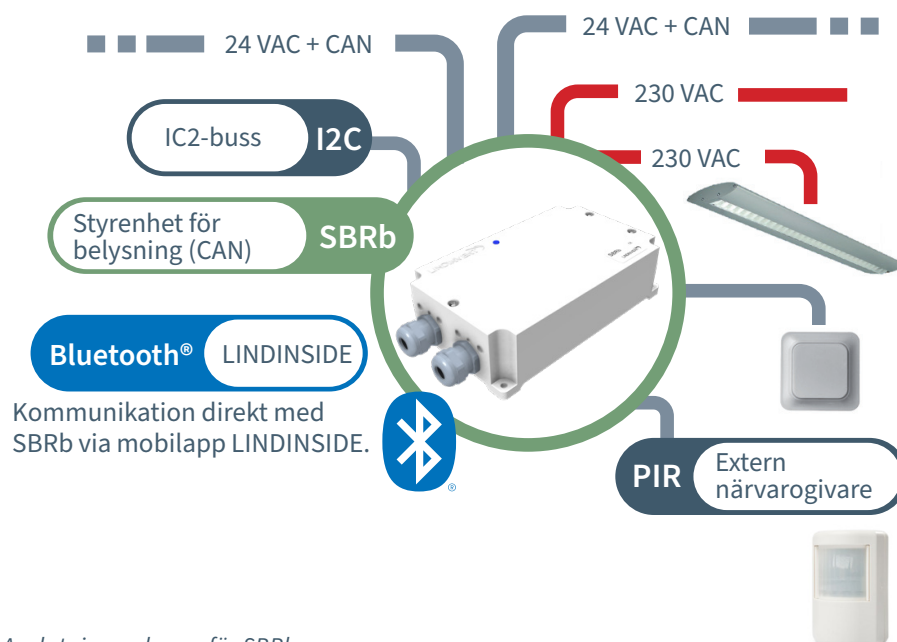 24 VAC + CAN
24 VAC + CAN
230 VAC
IC2-buss I2C
230 VAC
Styrenhet för
belysning (CAN)
SBRb
Bluetooth® LINDINSIDE
Kommunikation direkt med
SBRb via mobilapp LINDINSIDE.
®
PIR
Extern
närvarogivare